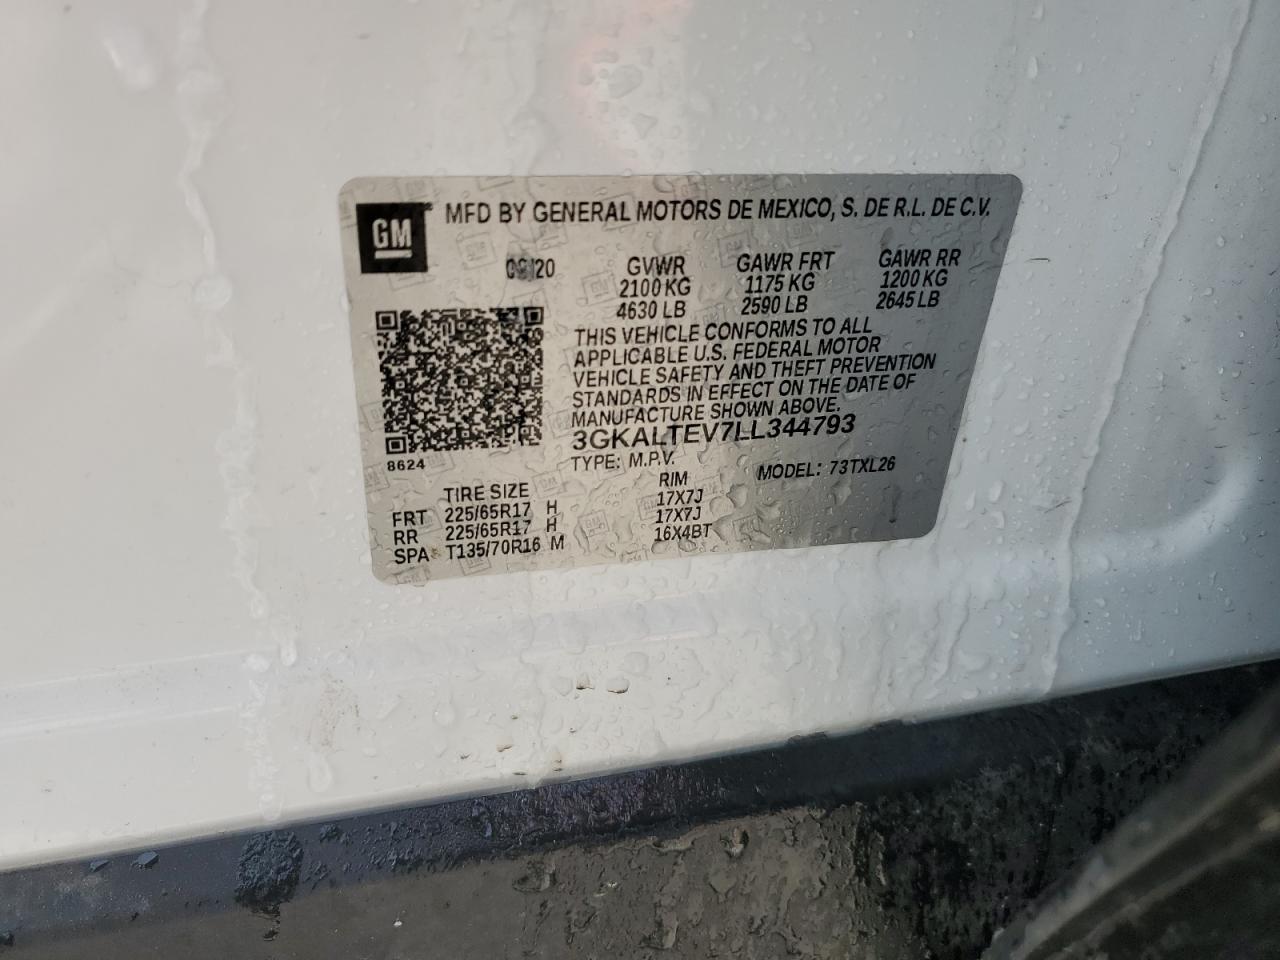 GM
MFD BY GENERAL MOTORS DE MEXICO, S. DE R.L. DE C.V.
GVWR GAWR FRT GAWR RR
2100 KG 1175 KG 1200 KG
4630 LB 2590 LB 2645 LB
THIS VEHICLE CONFORMS TO ALL
APPLICABLE U.S. FEDERAL MOTOR
VEHICLE SAFETY AND THEFT PREVENTION
STANDARDS IN EFFECT ON THE DATE OF
MANUFACTURE SHOWN ABOVE.
3GKALTEV7LL344793
8624
TYPE: M.P.V. MODEL: 73TXL26
TIRE SIZE RIM
FRT 225/65R17 H 17X7J
RR 225/65R17 H 17X7J
SPA T135/70R16 M 16X4BT